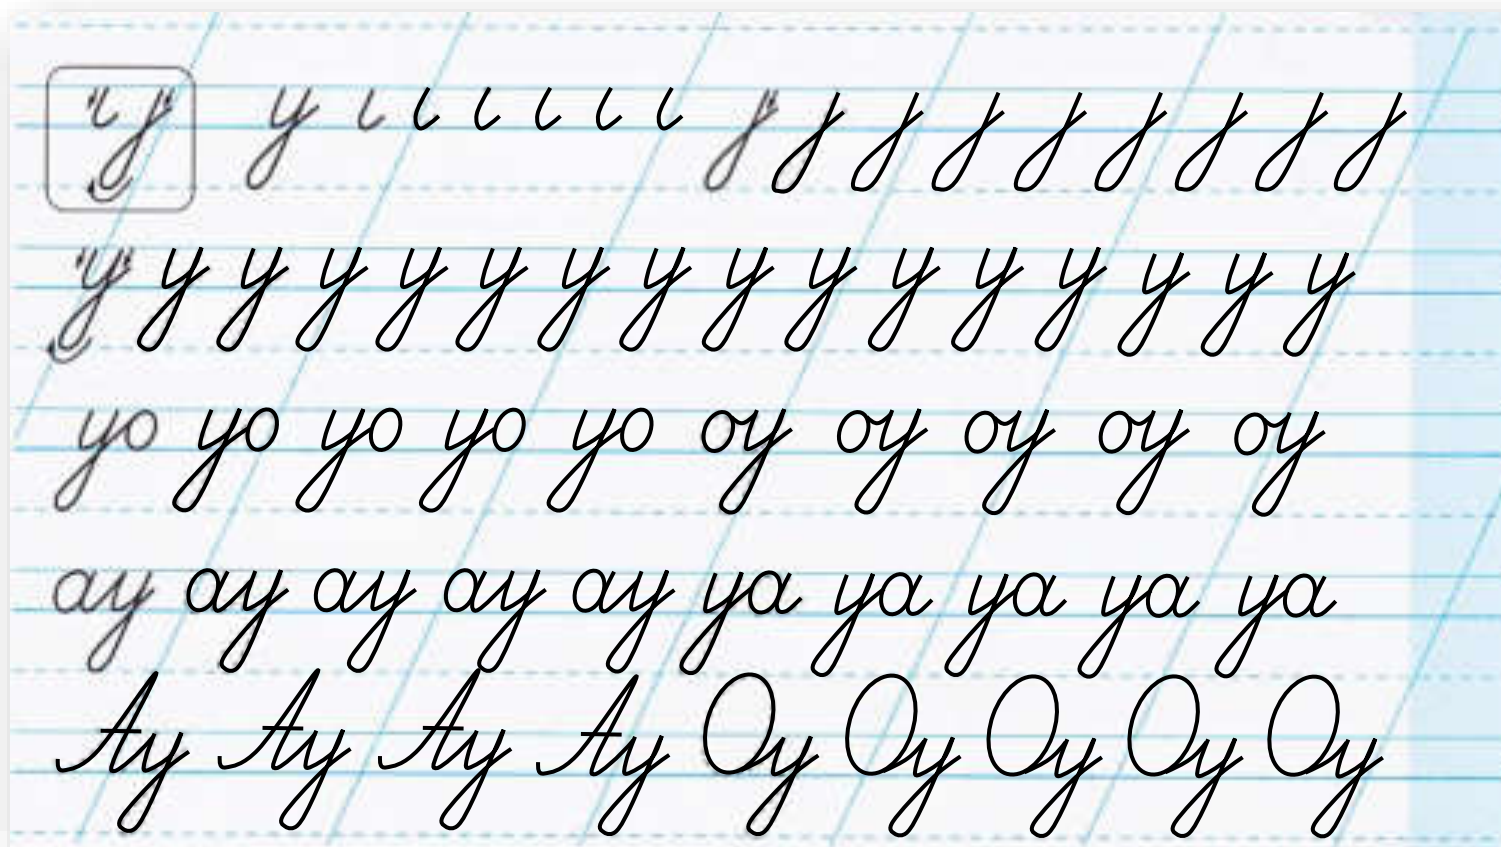 у у
у у у у у у у у у у у у у у у у
уо уо уо уо уо оу оу оу оу оу
ау ау ау ау ау уа уа уа уа уа
Ау Ау Ау Ау Оу Оу Оу Оу Оу